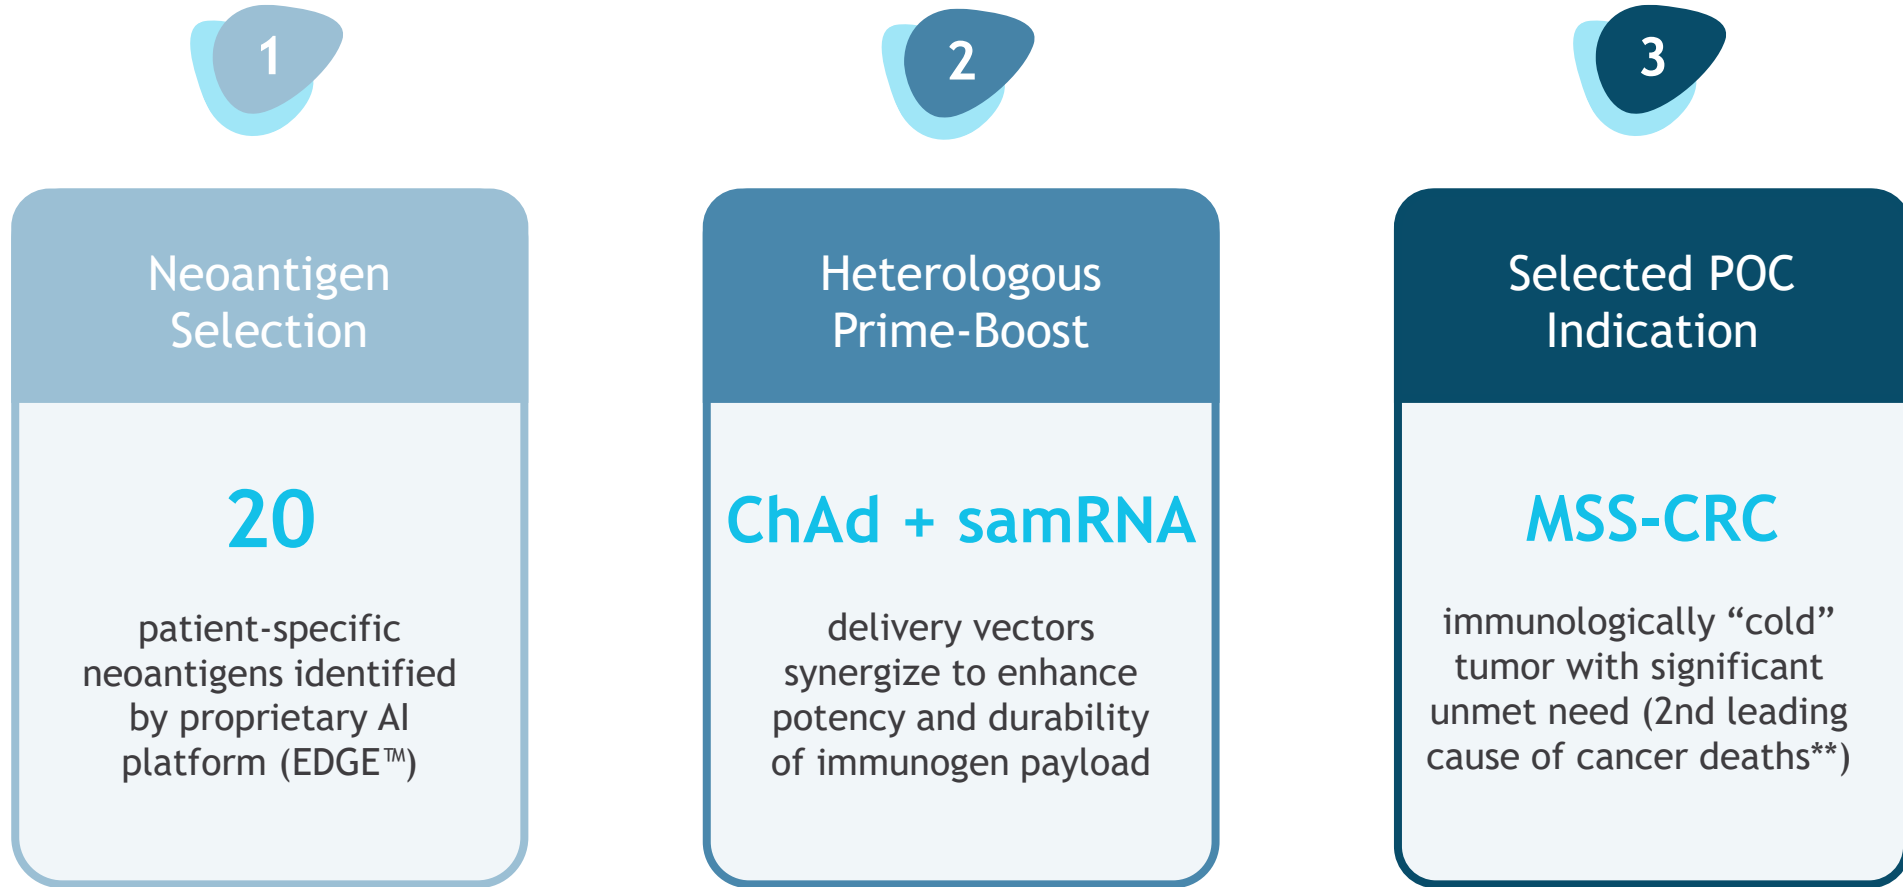 1
Neoantigen
Selection
20
patient-specific
neoantigens identified
by proprietary AI
platform (EDGE™)
2
Heterologous
Prime-Boost
ChAd + samRNA
delivery vectors
synergize to enhance
potency and durability
of immunogen payload
3
Selected POC
Indication
MSS-CRC
immunologically “cold”
tumor with significant
unmet need (2nd leading
cause of cancer deaths**)